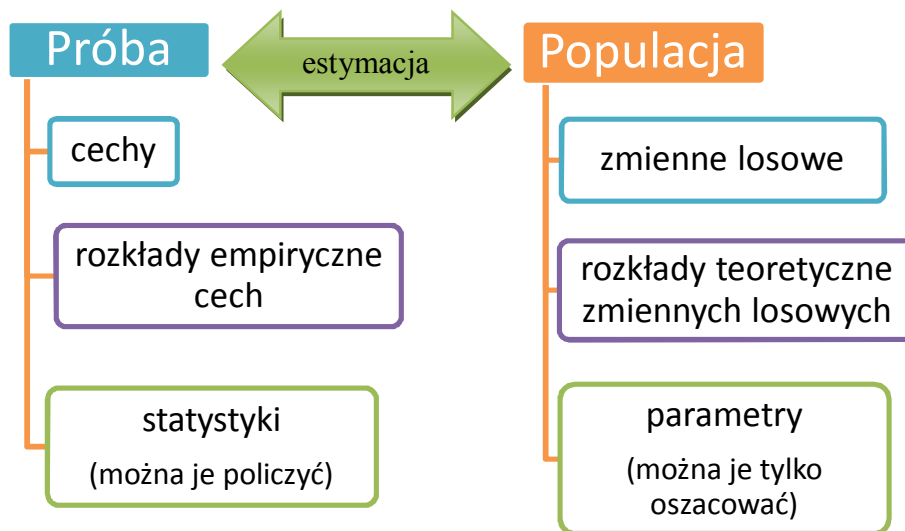 Próba
estymacja
Populacja
cechy
rozkłady empiryczne
cech
statystyki
(można je policzyć)
zmienne losowe
rozkłady teoretyczne
zmiennych losowych
parametry
(można je tylko
oszacować)